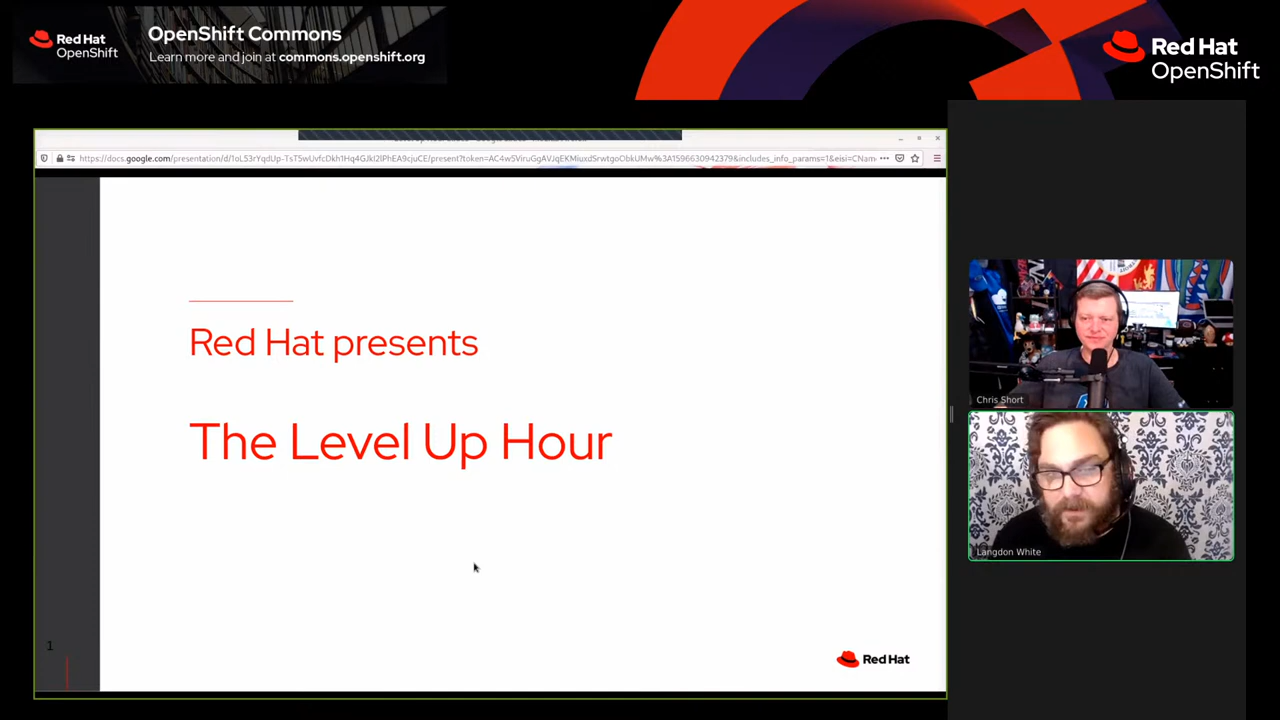 Red Hat
OpenShift
OpenShift Commons
Learn more and join at commons.openshift.org
Red Hat
OpenShift
Red Hat presents
The Level Up Hour
1
Red Hat
Chris Short
Langdon White